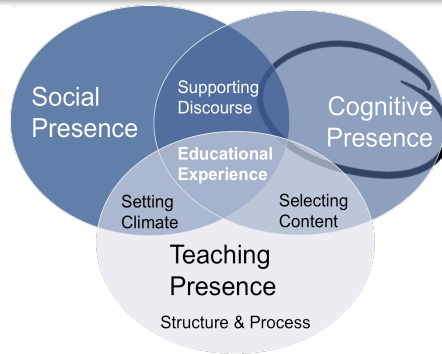 Social
Presence
Supporting
Discourse
Cognitive
Presence
Educational
Experience
Setting
Climate
Selecting
Content
Teaching
Presence
Structure & Process